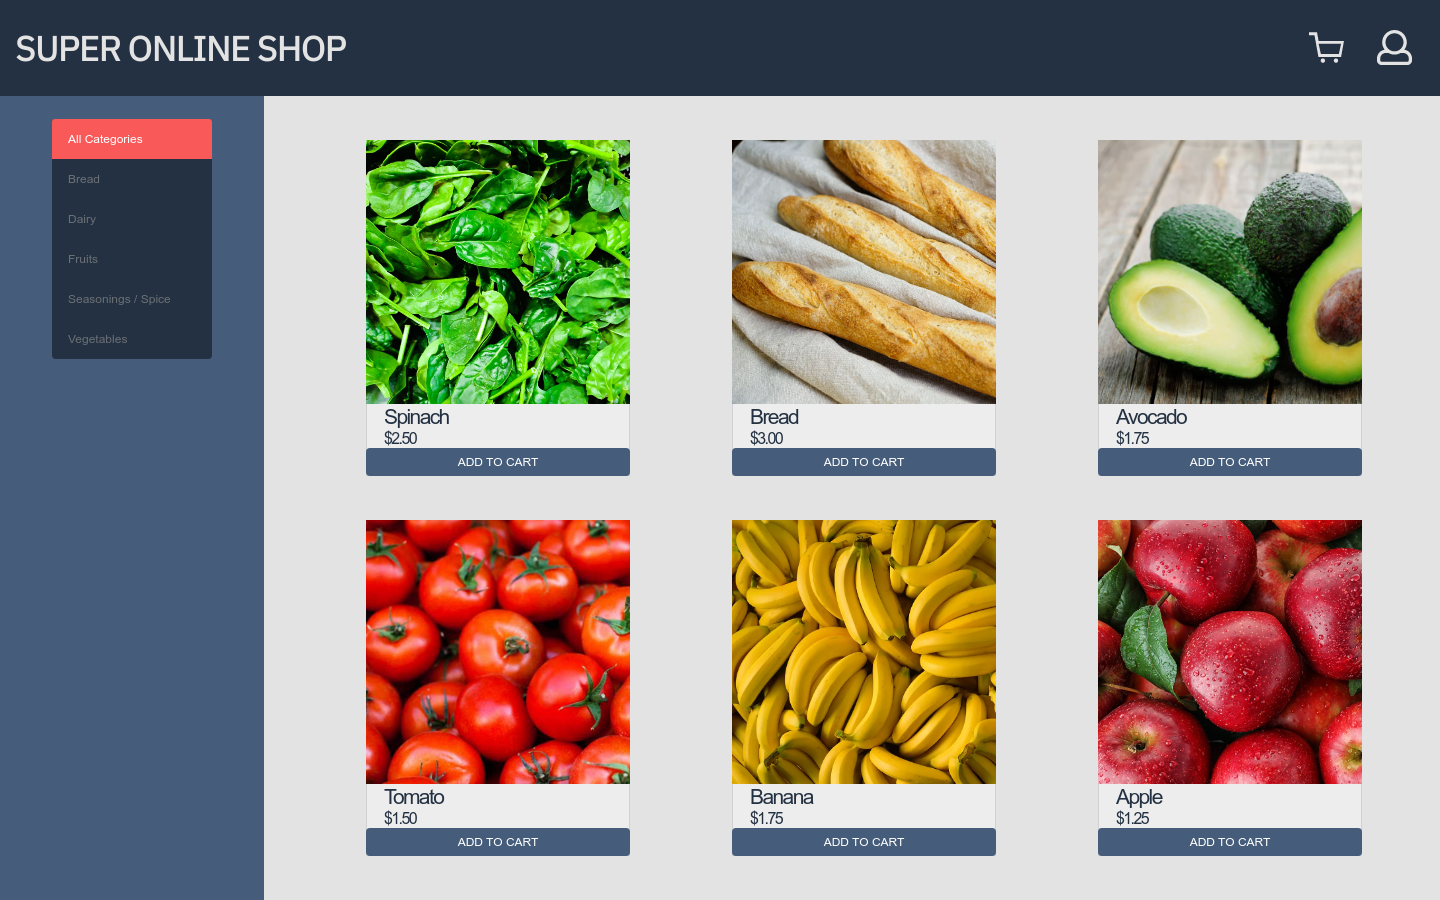 SUPER ONLINE SHOP
All Categories
Bread
Dairy
Fruits
Seasonings / Spice
Vegetables
Spinach
$2.50
ADD TO CART
Bread
$3.00
ADD TO CART
Avocado
$1.75
ADD TO CART
Tomato
$1.50
ADD TO CART
Banana
$1.75
ADD TO CART
Apple
$1.25
ADD TO CART